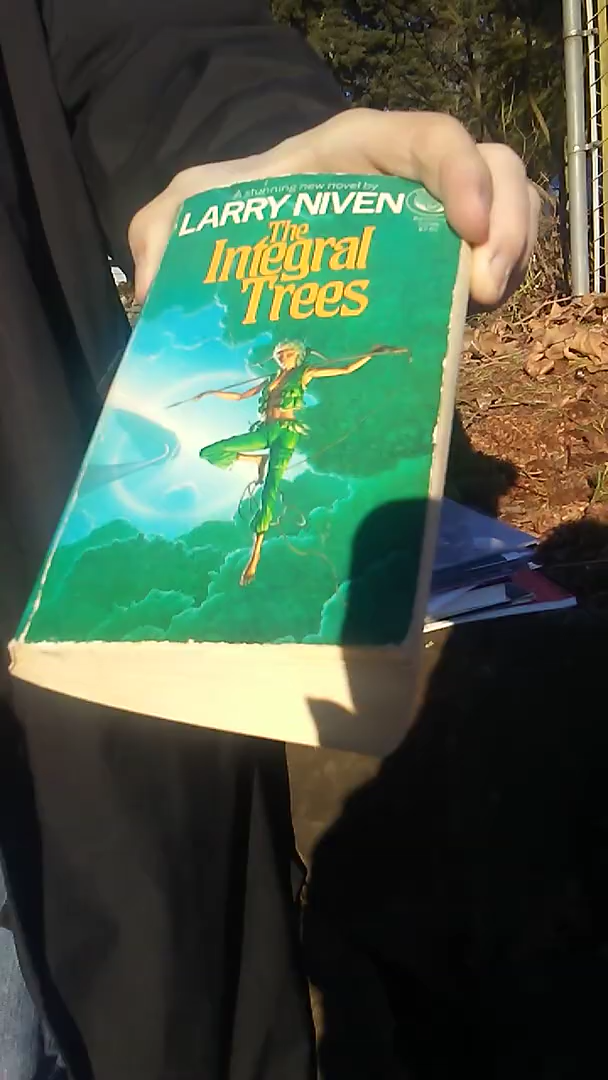 A stunning new novel by
LARRY NIVEN
The
Integral
Trees